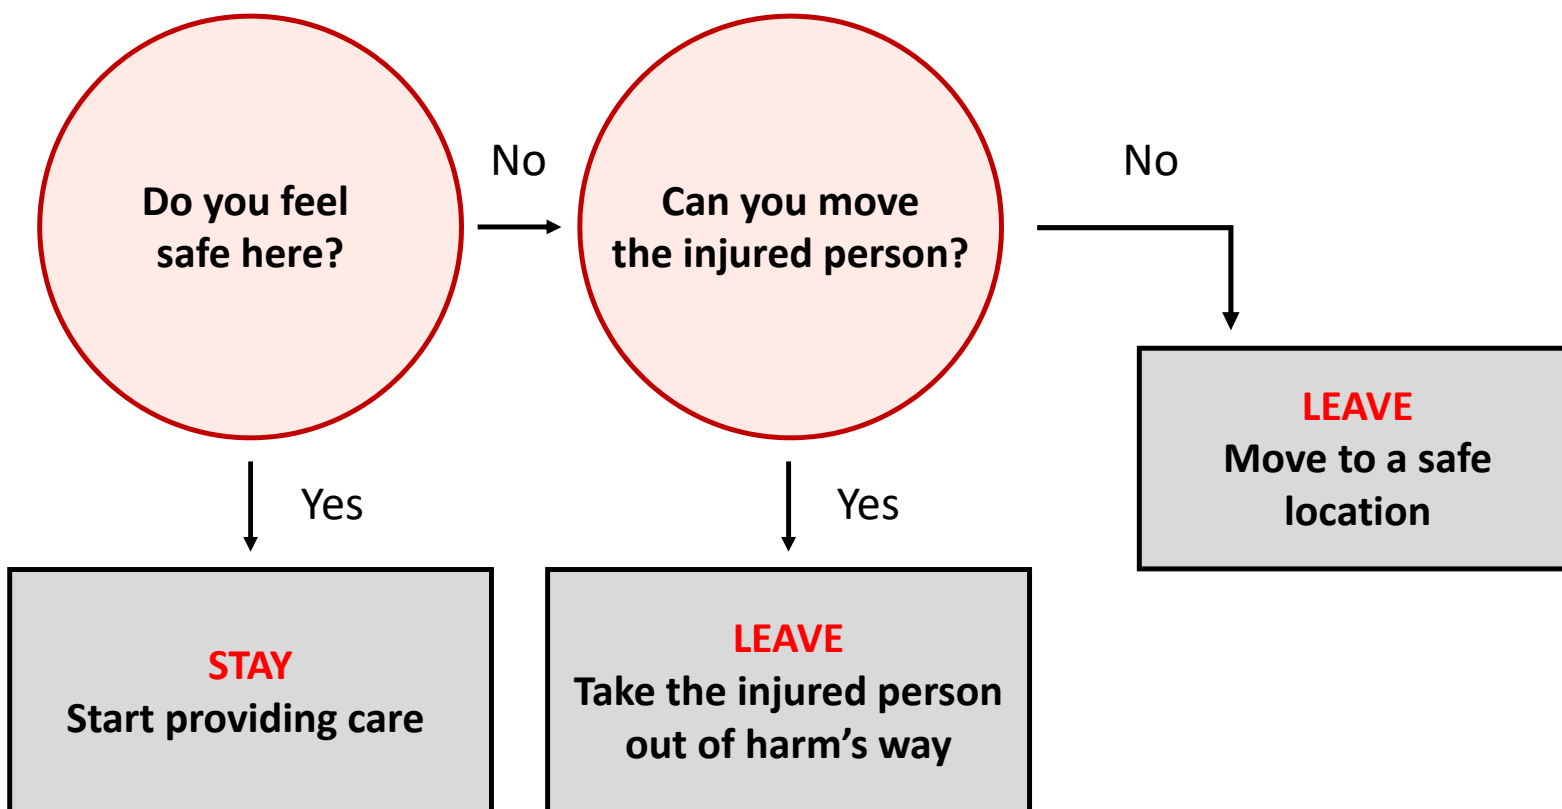 Do you feel
safe here?
No
Can you move
the injured person?
No
Yes
Yes
LEAVE
Move to a safe
location
STAY
Start providing care
LEAVE
Take the injured person
out of harm’s way